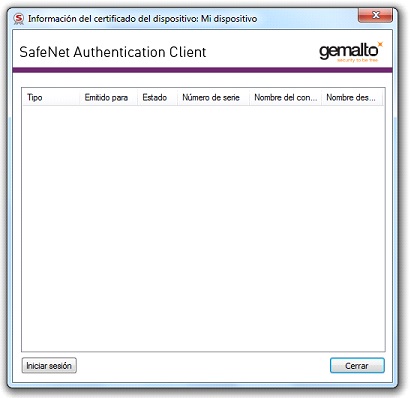 Información del certificado del dispositivo: Mi dispositivo
SafeNet Authentication Client
gemalto
security to be free
Tipo Emitido para Estado Número de serie Nombre del con... Nombre des...
Iniciar sesión Cerrar